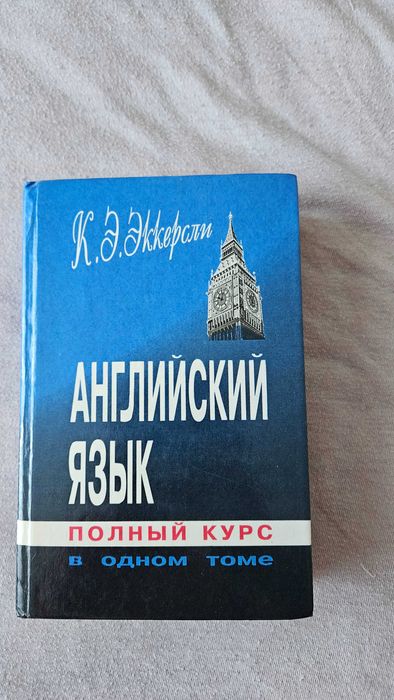 К. Э. Эккерсли
АНГЛИЙСКИЙ
ЯЗЫК
ПОЛНЫЙ КУРС
в одном томе